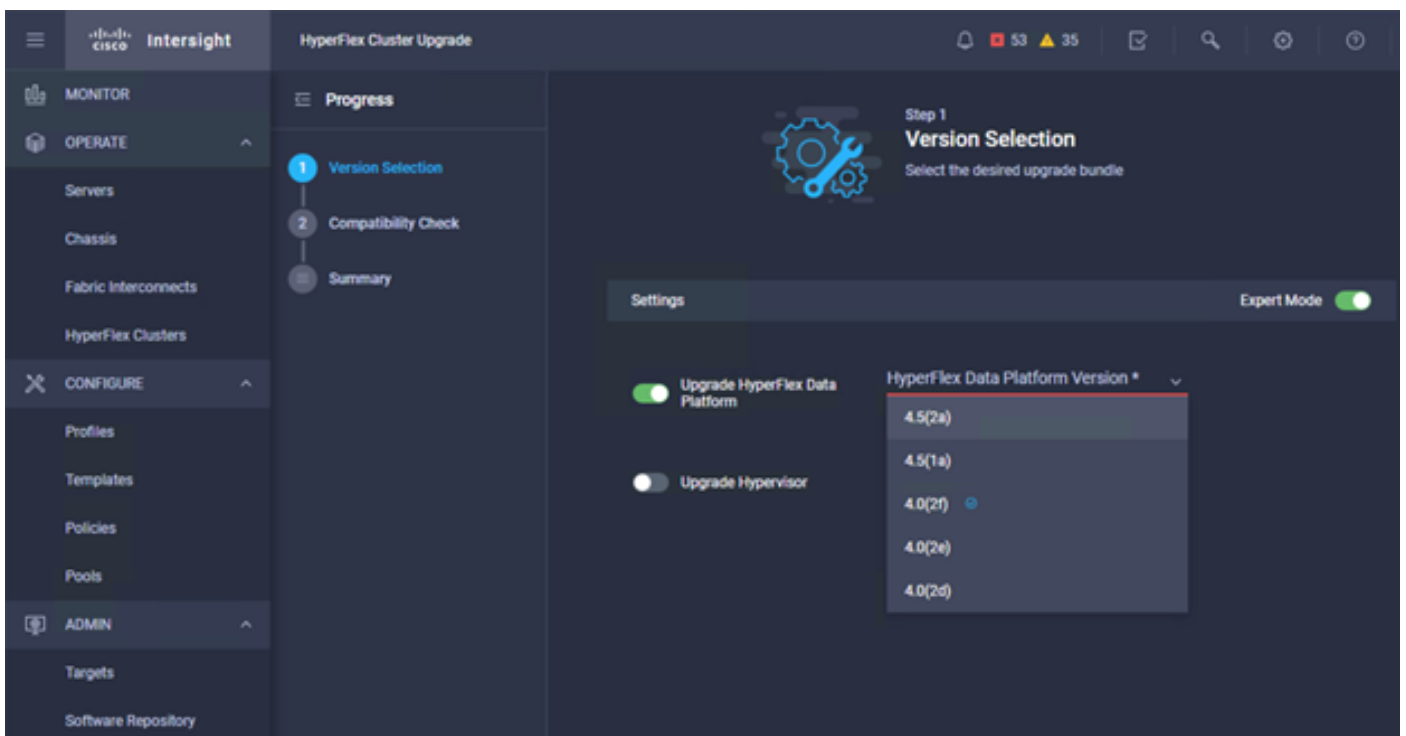 cisco Intersight
HyperFlex Cluster Upgrade
53
35
MONITOR
OPERATE
Servers
Chassis
Fabric Interconnects
HyperFlex Clusters
CONFIGURE
Profiles
Templates
Policies
Pools
ADMIN
Targets
Software Repository
Progress
1 Version Selection
2 Compatibility Check
Summary
Step 1
Version Selection
Select the desired upgrade bundle
Settings
Expert Mode
Upgrade HyperFlex Data
Platform
HyperFlex Data Platform Version *
4.5(2a)
4.5(1a)
4.0(2f)
4.0(2e)
4.0(2d)
Upgrade Hypervisor